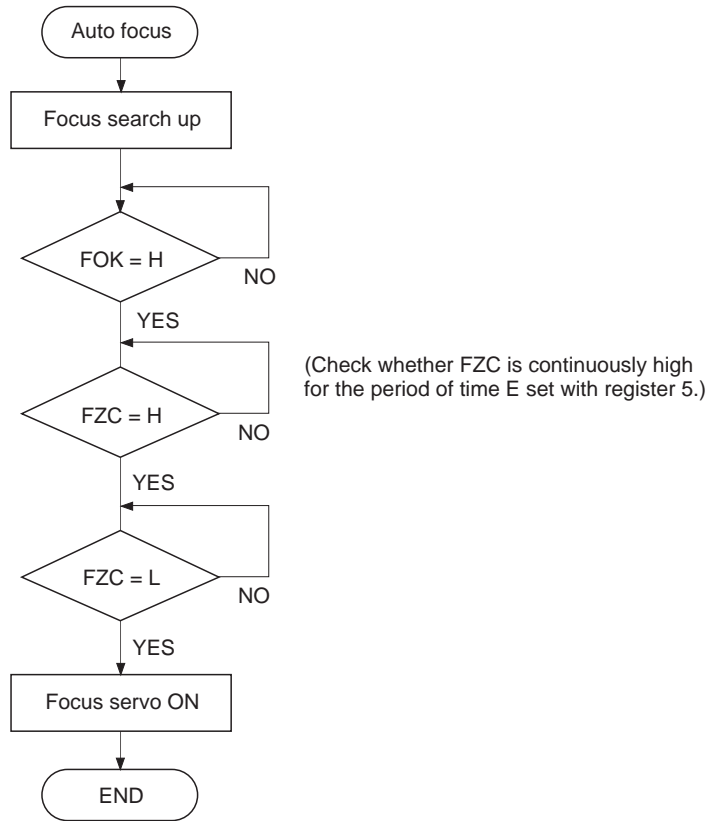 Auto focus
Focus search up
FOK = H
NO
YES
(Check whether FZC is continuously high
for the period of time E set with register 5.)
FZC = H
NO
YES
FZC = L
NO
YES
Focus servo ON
END